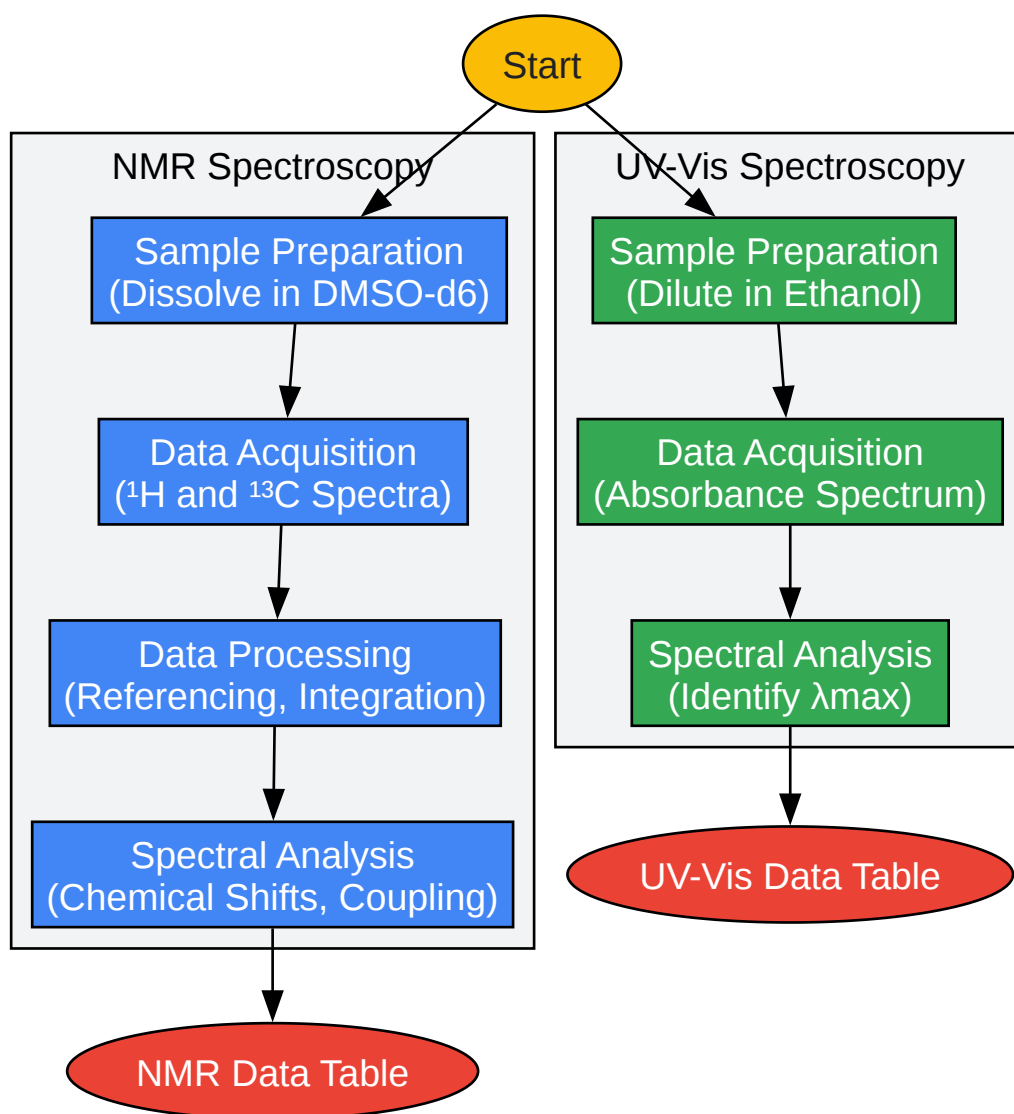 Start
NMR Spectroscopy
Sample Preparation
(Dissolve in DMSO-d6)
Data Acquisition
(¹H and ¹³C Spectra)
Data Processing
(Referencing, Integration)
Spectral Analysis
(Chemical Shifts, Coupling)
NMR Data Table
UV-Vis Spectroscopy
Sample Preparation
(Dilute in Ethanol)
Data Acquisition
(Absorbance Spectrum)
Spectral Analysis
(Identify λmax)
UV-Vis Data Table